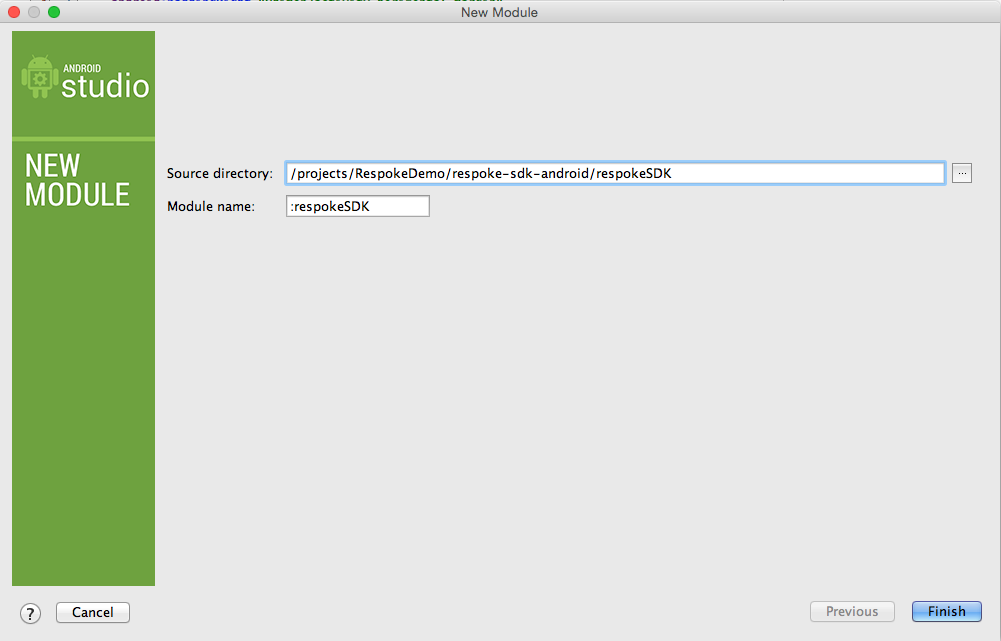 New Module
ANDROID
studio
NEW
MODULE
Source directory: /projects/RespokeDemo/respoke-sdk-android/respokeSDK ...
Module name: :respokeSDK
? Cancel Previous Finish